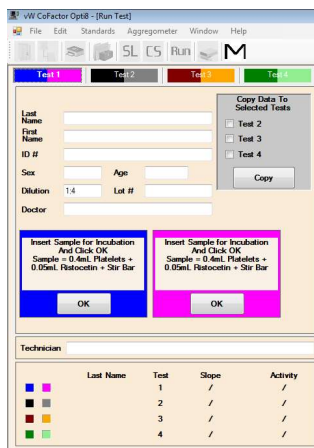 vW CoFactor Opti8 - [Run Test]
File Edit Standards Aggregometer Window Help
SL CS Run M
Test 1 Test 2 Test 3 Test 4
Copy Data To
Selected Tests
Last
Name
Test 2
First
Name
Test 3
ID #
Test 4
Sex Age
Copy
Dilution 1:4 Lot #
Doctor
Insert Sample for Incubation
And Click OK
Sample = 0.4mL Platelets +
0.05mL Ristocetin + Stir Bar
OK
Insert Sample for Incubation
And Click OK
Sample = 0.4mL Platelets +
0.05mL Ristocetin + Stir Bar
OK
Technician
Last Name Test Slope Activity
1 / /
2 / /
3 / /
4 / /